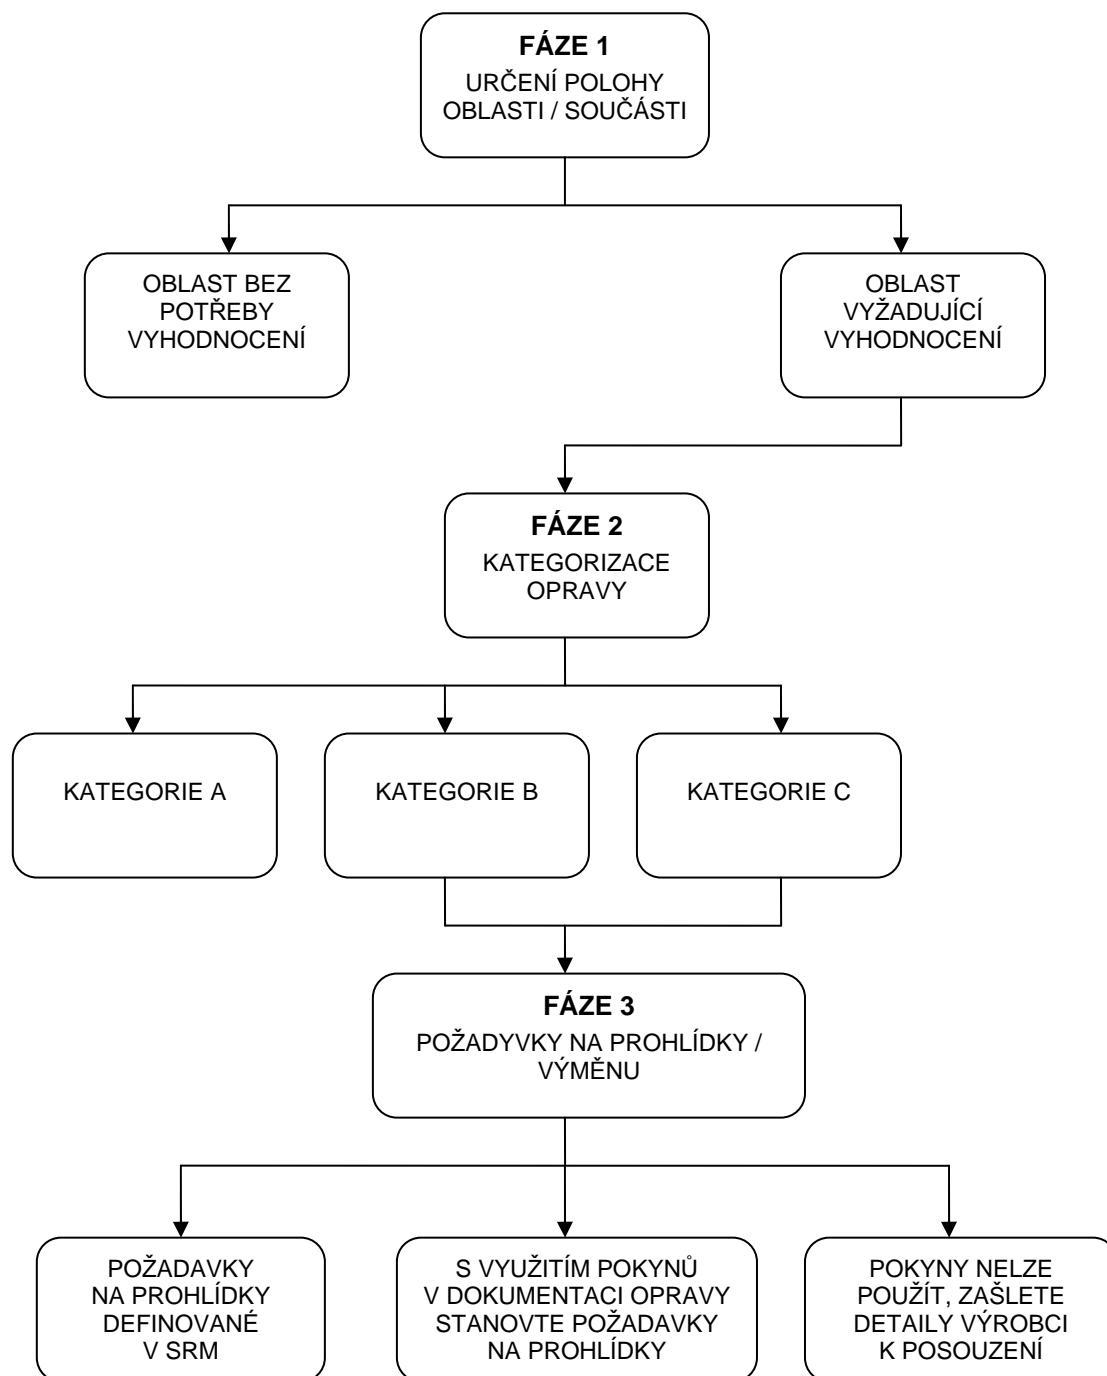 FÁZE 1
URČENÍ POLOHY
OBLASTI / SOUČÁSTI
OBLAST BEZ
POTŘEBY
VYHODNOCENÍ
OBLAST
VYŽADUJÍCÍ
VYHODNOCENÍ
FÁZE 2
KATEGORIZACE
OPRAVY
KATEGORIE A
KATEGORIE B
KATEGORIE C
FÁZE 3
POŽADYVKY NA PROHLÍDKY /
VÝMĚNU
POŽADAVKY
NA PROHLÍDKY
DEFINOVANÉ
V SRM
S VYUŽITÍM POKYNŮ
V DOKUMENTACI OPRAVY
STANOVTE POŽADAVKY
NA PROHLÍDKY
POKYNY NELZE
POUŽÍT, ZAŠLETE
DETAILY VÝROBCI
K POSOUZENÍ